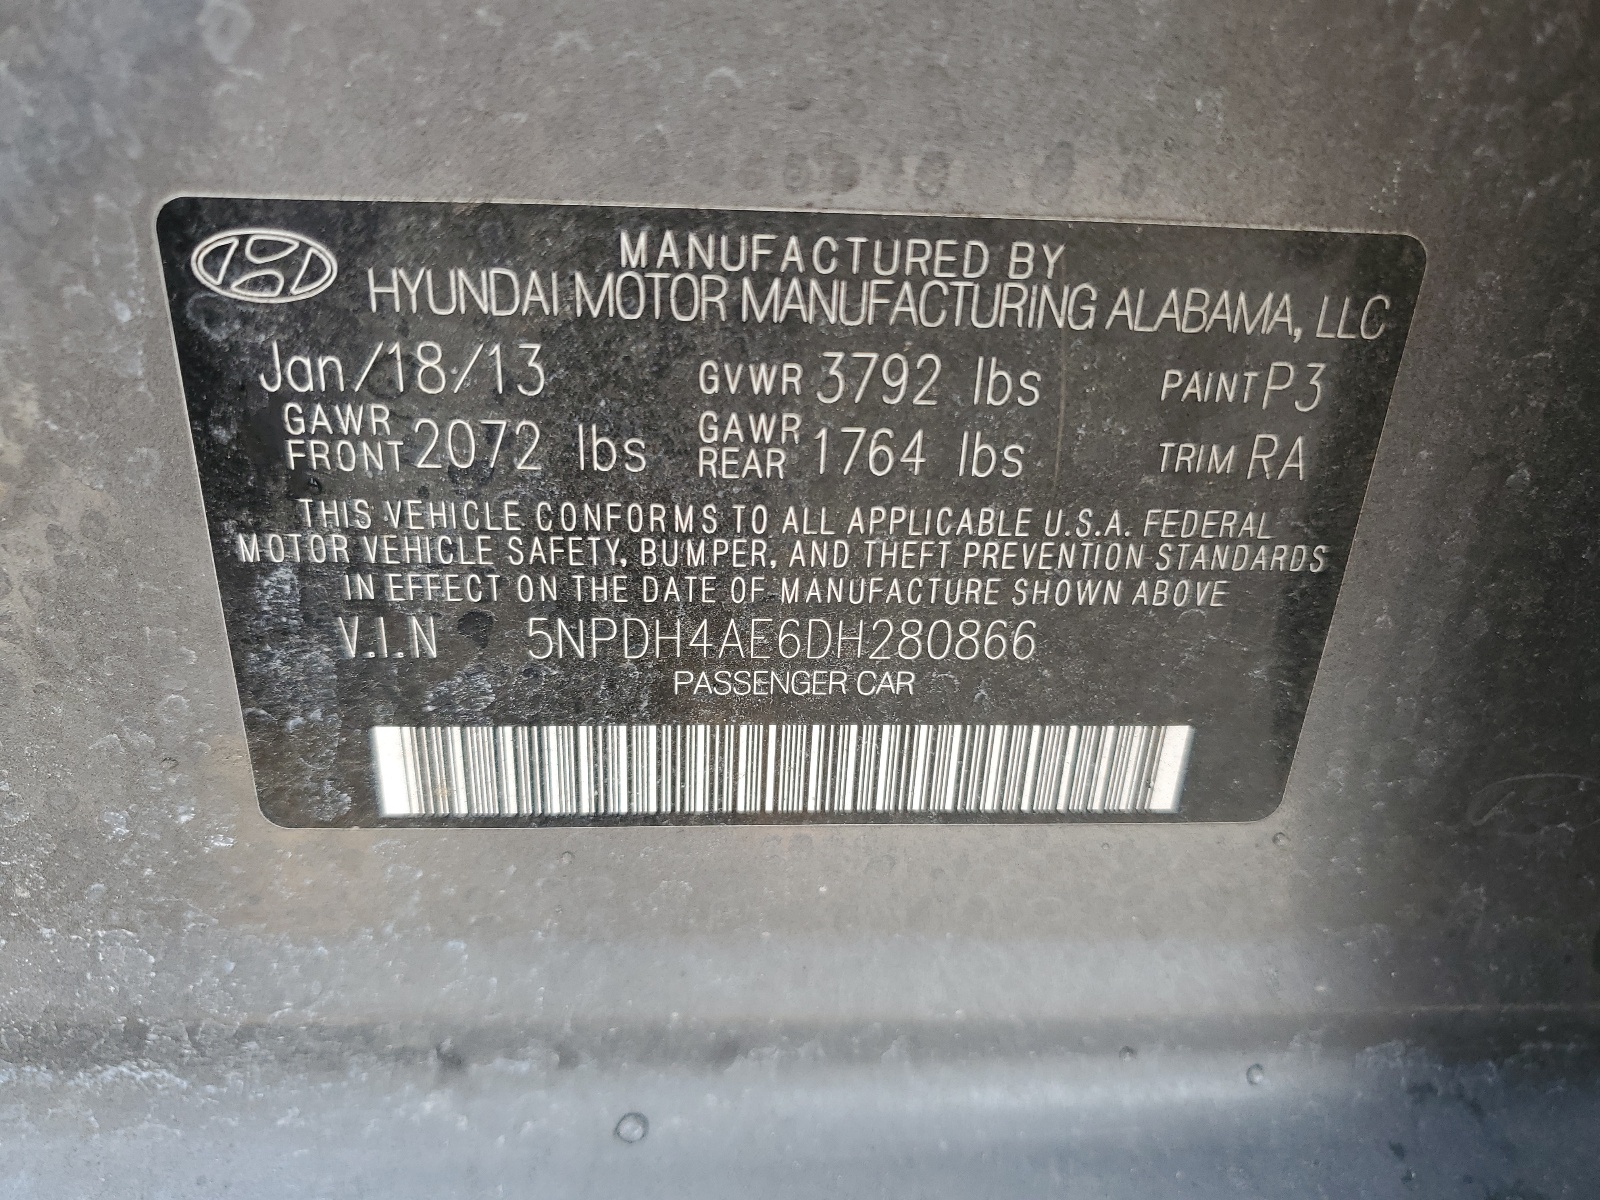 MANUFACTURED BY
HYUNDAI MOTOR MANUFACTURING ALABAMA, LLC
Jan/18/13 GVWR 3792 lbs PAINT P3
GAWR FRONT 2072 lbs GAWR REAR 1764 lbs TRIM RA
THIS VEHICLE CONFORMS TO ALL APPLICABLE U.S.A. FEDERAL
MOTOR VEHICLE SAFETY, BUMPER, AND THEFT PREVENTION STANDARDS
IN EFFECT ON THE DATE OF MANUFACTURE SHOWN ABOVE
V.I.N 5NPDH4AE6DH280866
PASSENGER CAR